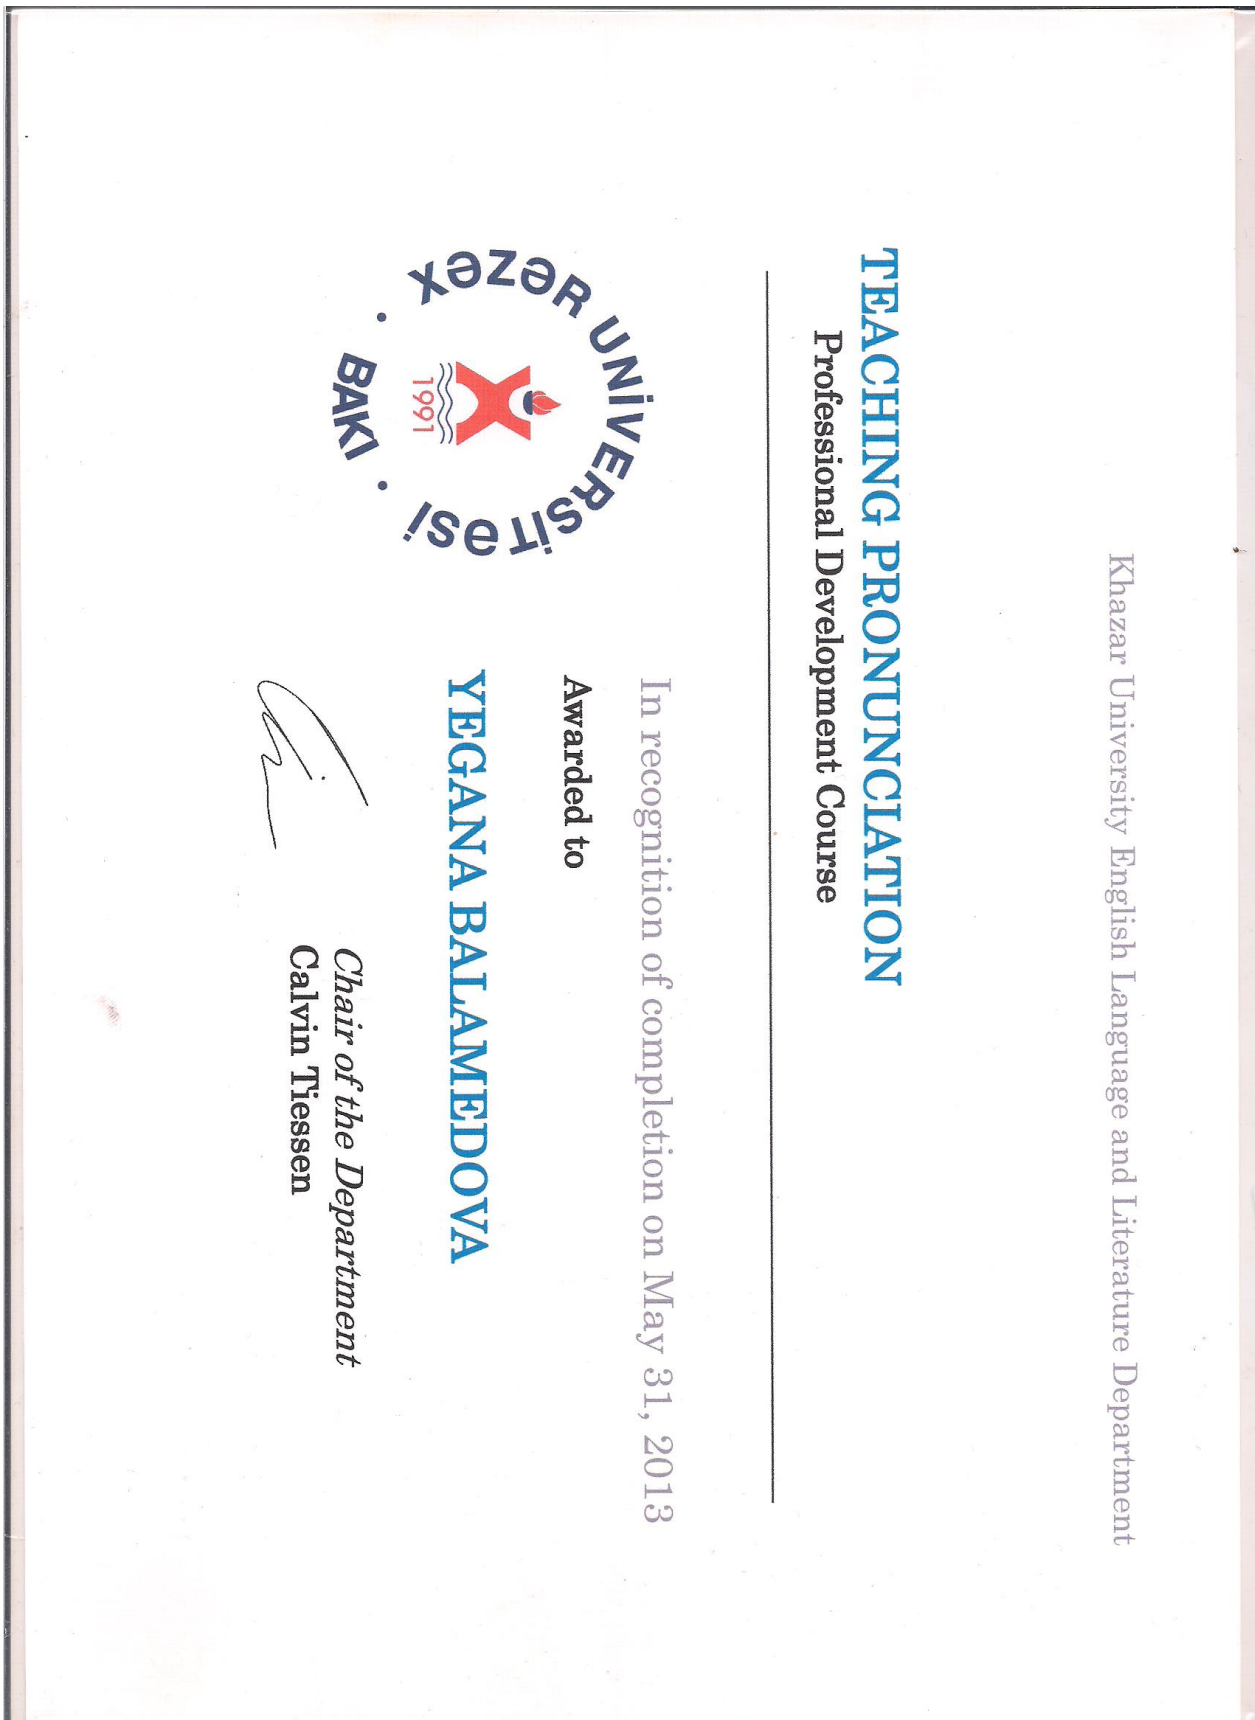 Khazar University English Language and Literature Department
TEACHING PRONUNCIATION
Professional Development Course
In recognition of completion on May 31, 2013
Awarded to
YEGANA BALAMEDOVA
XƏZƏR UNİVERSİTƏSİ
1991
• BAKI •
Chair of the Department
Calvin Tiessen